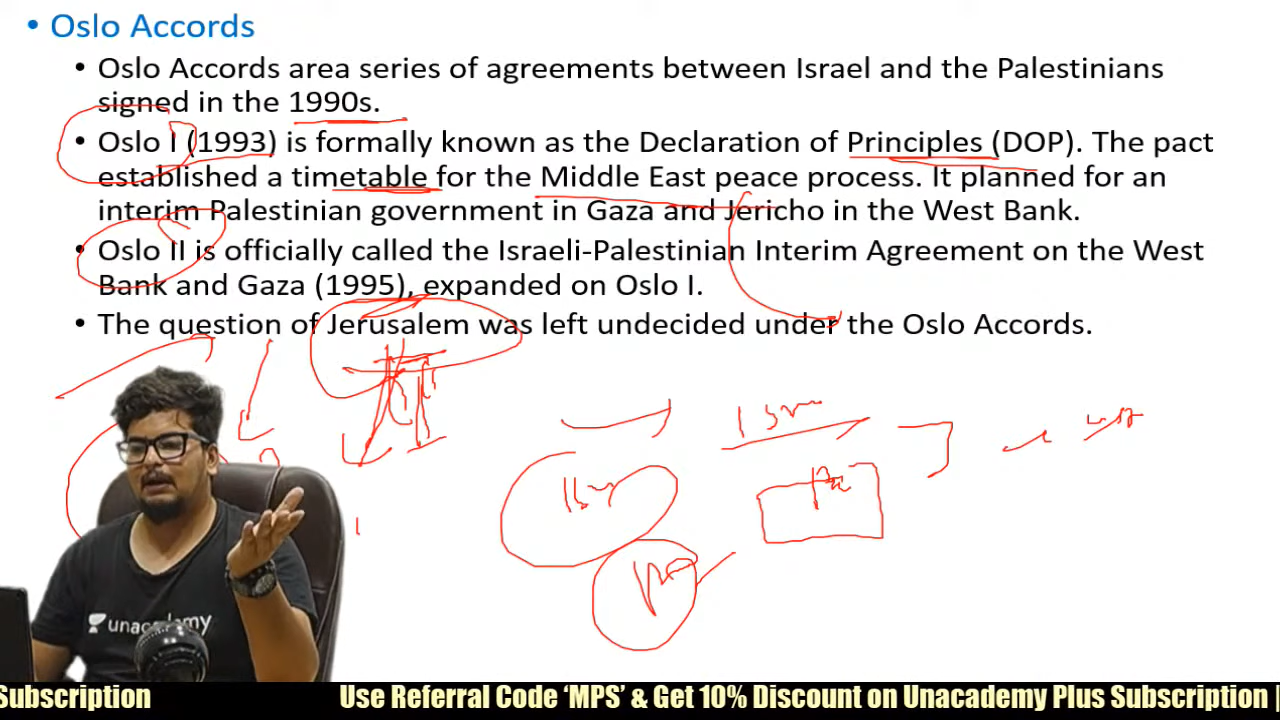 • Oslo Accords
• Oslo Accords area series of agreements between Israel and the Palestinians
signed in the 1990s.
• Oslo I (1993) is formally known as the Declaration of Principles (DOP). The pact
established a timetable for the Middle East peace process. It planned for an
interim Palestinian government in Gaza and Jericho in the West Bank.
• Oslo II is officially called the Israeli-Palestinian Interim Agreement on the West
Bank and Gaza (1995), expanded on Oslo I.
• The question of Jerusalem was left undecided under the Oslo Accords.
unacademy
Subscription Use Referral Code ‘MPS’ & Get 10% Discount on Unacademy Plus Subscription |